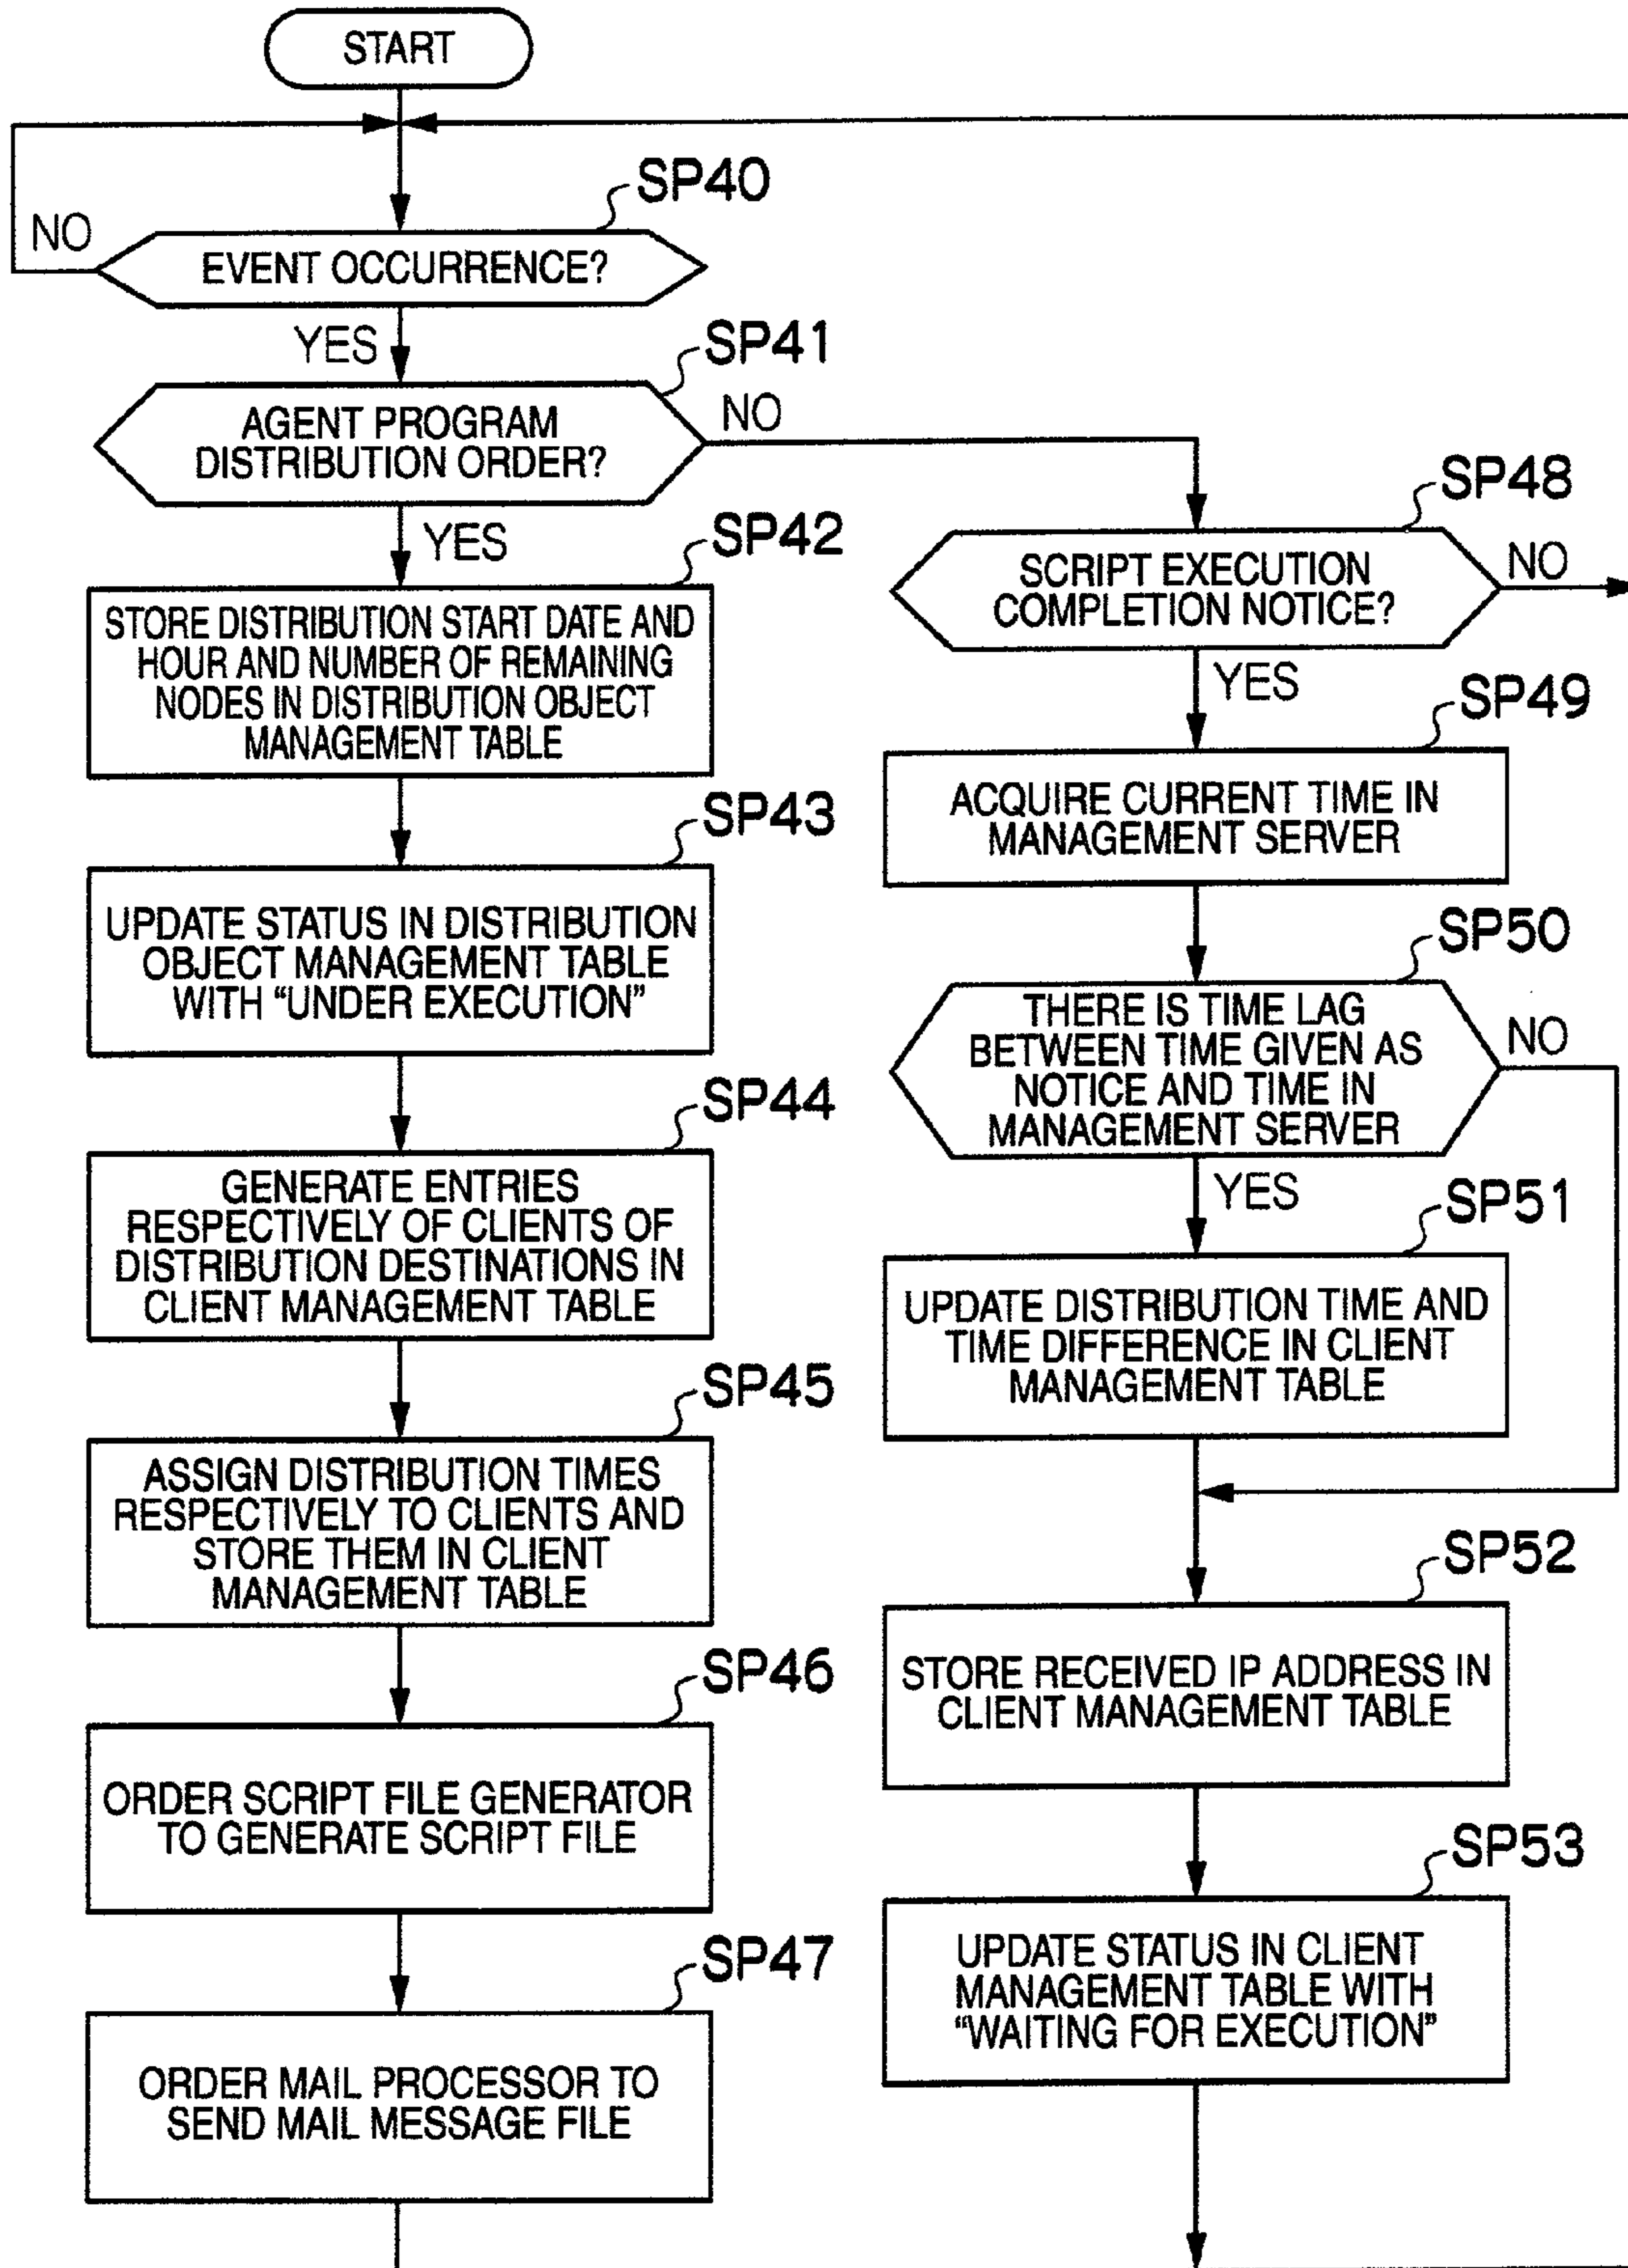 START
SP40
NO
EVENT OCCURRENCE?
YES
SP41
AGENT PROGRAM
DISTRIBUTION ORDER?
NO
YES
SP42
STORE DISTRIBUTION START DATE AND
HOUR AND NUMBER OF REMAINING
NODES IN DISTRIBUTION OBJECT
MANAGEMENT TABLE
SP43
UPDATE STATUS IN DISTRIBUTION
OBJECT MANAGEMENT TABLE
WITH “UNDER EXECUTION”
SP44
GENERATE ENTRIES
RESPECTIVELY OF CLIENTS OF
DISTRIBUTION DESTINATIONS IN
CLIENT MANAGEMENT TABLE
SP45
ASSIGN DISTRIBUTION TIMES
RESPECTIVELY TO CLIENTS AND
STORE THEM IN CLIENT
MANAGEMENT TABLE
SP46
ORDER SCRIPT FILE GENERATOR
TO GENERATE SCRIPT FILE
SP47
ORDER MAIL PROCESSOR TO
SEND MAIL MESSAGE FILE
SP48
SCRIPT EXECUTION
COMPLETION NOTICE?
NO
YES
SP49
ACQUIRE CURRENT TIME IN
MANAGEMENT SERVER
SP50
THERE IS TIME LAG
BETWEEN TIME GIVEN AS
NOTICE AND TIME IN
MANAGEMENT SERVER
NO
YES
SP51
UPDATE DISTRIBUTION TIME AND
TIME DIFFERENCE IN CLIENT
MANAGEMENT TABLE
SP52
STORE RECEIVED IP ADDRESS IN
CLIENT MANAGEMENT TABLE
SP53
UPDATE STATUS IN CLIENT
MANAGEMENT TABLE WITH
“WAITING FOR EXECUTION”